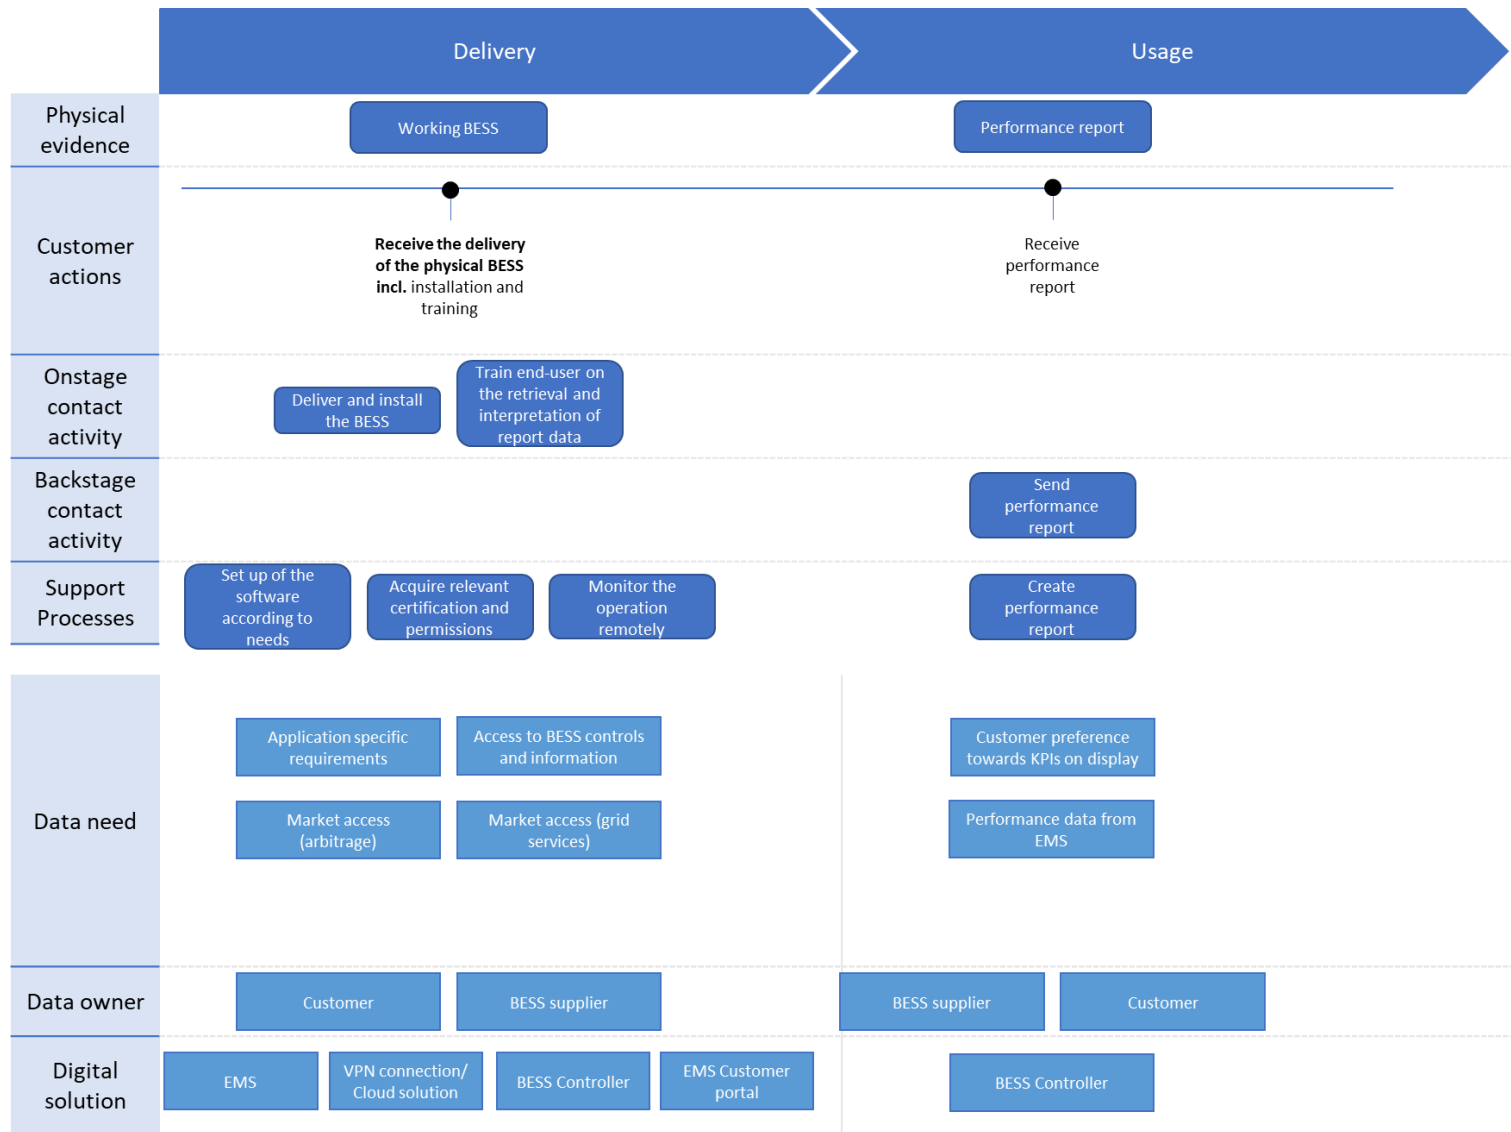 Delivery
Usage
Physical
evidence
Working BESS
Performance report
Customer
actions
Receive the delivery
of the physical BESS
incl. installation and
training
Receive
performance
report
Onstage
contact
activity
Deliver and install
the BESS
Train end-user on
the retrieval and
interpretation of
report data
Backstage
contact
activity
Send
performance
report
Support
Processes
Set up of the
software
according to
needs
Acquire relevant
certification and
permissions
Monitor the
operation
remotely
Create
performance
report
Data need
Application specific
requirements
Access to BESS controls
and information
Customer preference
towards KPIs on display
Market access
(arbitrage)
Market access (grid
services)
Performance data from
EMS
Data owner
Customer
BESS supplier
BESS supplier
Customer
Digital
solution
EMS
VPN connection/
Cloud solution
BESS Controller
EMS Customer
portal
BESS Controller